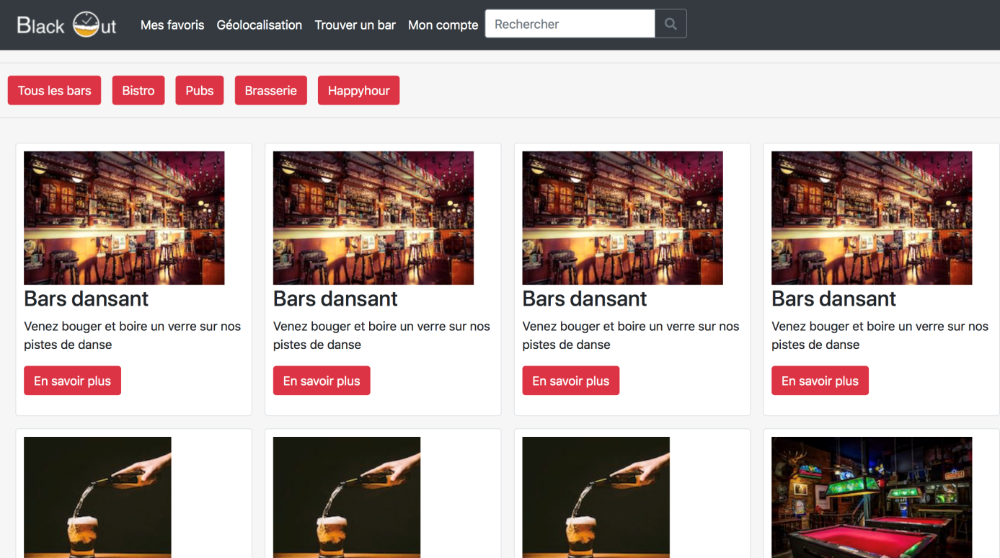 Black Out
Mes favoris Géolocalisation Trouver un bar Mon compte Rechercher
Tous les bars Bistro Pubs Brasserie Happyhour
Bars dansant Bars dansant Bars dansant Bars dansant
Venez bouger et boire un verre sur nos
pistes de danse
Venez bouger et boire un verre sur nos
pistes de danse
Venez bouger et boire un verre sur nos
pistes de danse
Venez bouger et boire un verre sur nos
pistes de danse
En savoir plus En savoir plus En savoir plus En savoir plus